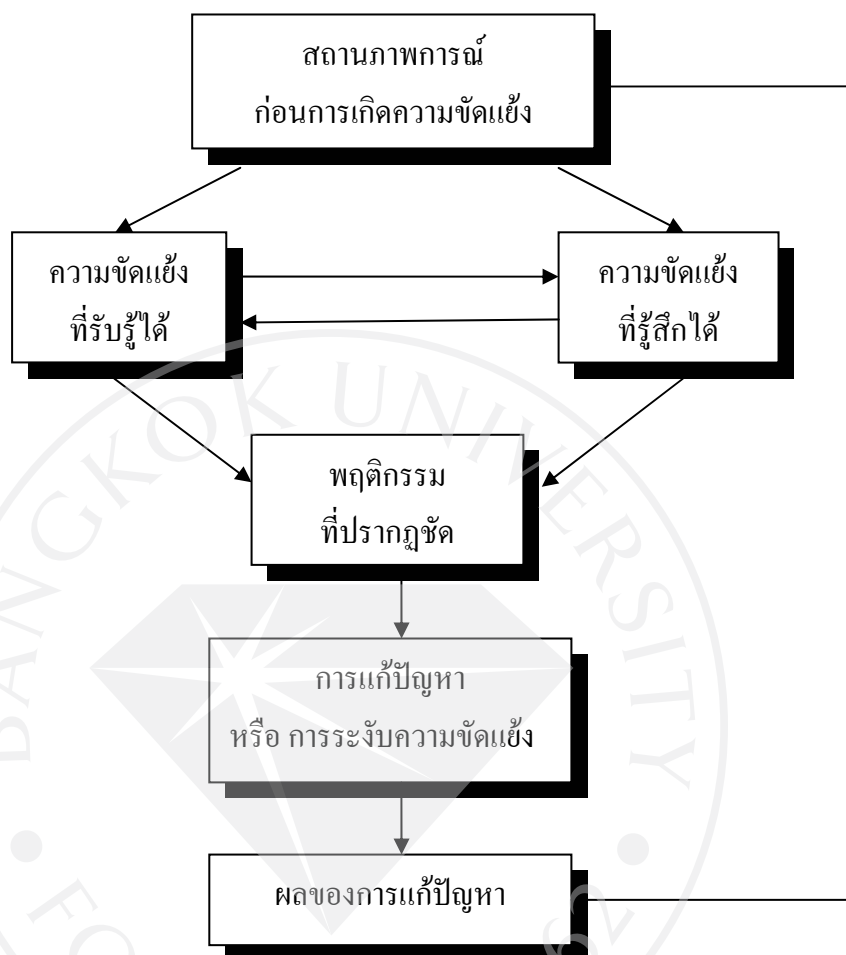 สถานภาพการณ์
ก่อนการเกิดความขัดแย้ง
ความขัดแย้ง
ที่รับรู้ได้
ความขัดแย้ง
ที่รู้สึกได้
พฤติกรรม
ที่ปรากฏชัด
การแก้ปัญหา
หรือ การระงับความขัดแย้ง
ผลของการแก้ปัญหา
BANGKOK UNIVERSITY